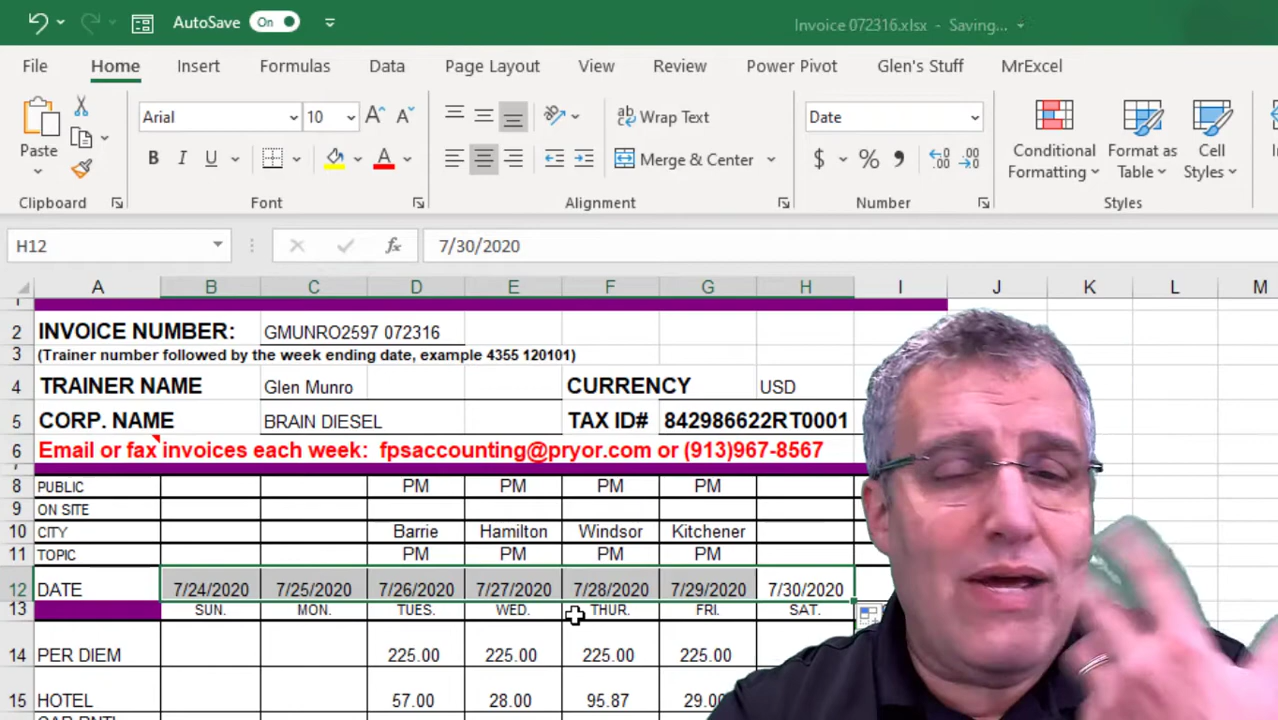 AutoSave On
Invoice 072316.xlsx - Saving...
File Home Insert Formulas Data Page Layout View Review Power Pivot Glen's Stuff MrExcel
Arial 10
Wrap Text
Date
Paste
B I U
Merge & Center
$ % 9
Conditional Formatting
Format as Table
Cell Styles
Clipboard Font Alignment Number Styles
H12 fx 7/30/2020
A B C D E F G H I J K L M
1
2 INVOICE NUMBER: GMUNRO2597 072316
3 (Trainer number followed by the week ending date, example 4355 120101)
4 TRAINER NAME Glen Munro CURRENCY USD
5 CORP. NAME BRAIN DIESEL TAX ID# 842986622RT0001
6 Email or fax invoices each week: fpsaccounting@pryor.com or (913)967-8567
7
8 PUBLIC PM PM PM PM
9 ON SITE
10 CITY Barrie Hamilton Windsor Kitchener
11 TOPIC PM PM PM PM
12 DATE 7/24/2020 7/25/2020 7/26/2020 7/27/2020 7/28/2020 7/29/2020 7/30/2020
13 SUN. MON. TUES. WED. THUR. FRI. SAT.
14 PER DIEM 225.00 225.00 225.00 225.00
15 HOTEL 57.00 28.00 95.87 29.0